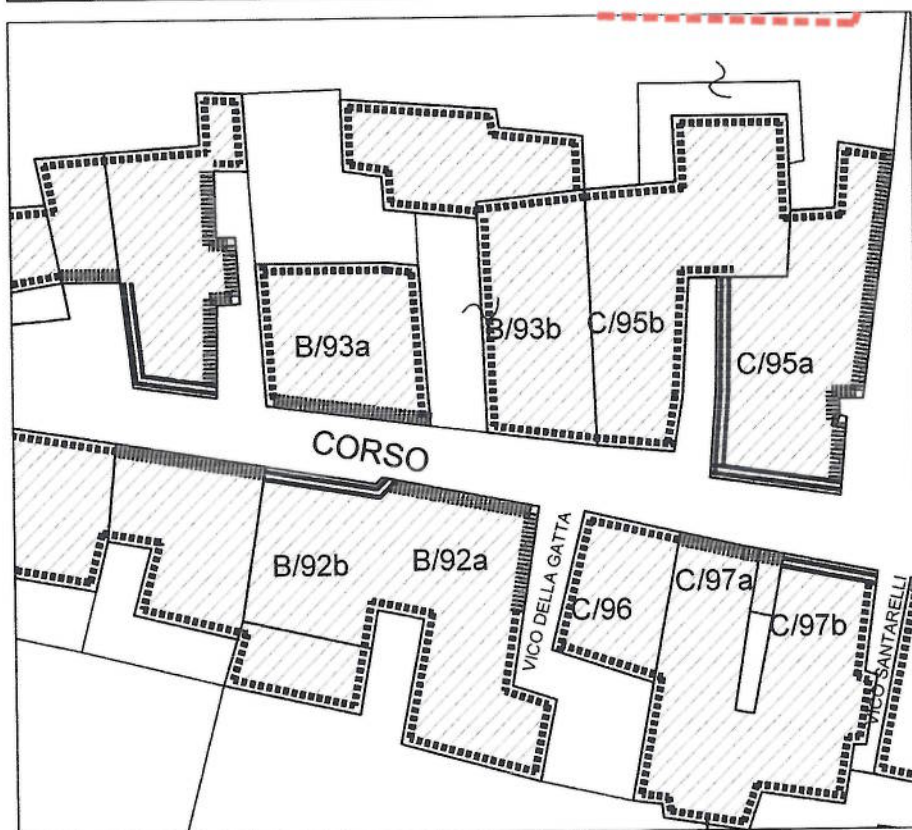 B/93a
B/93b
C/95b
C/95a
CORSO
B/92b
B/92a
VICO DELLA GATTA
C/96
C/97a
C/97b
VICO SANTARELLI